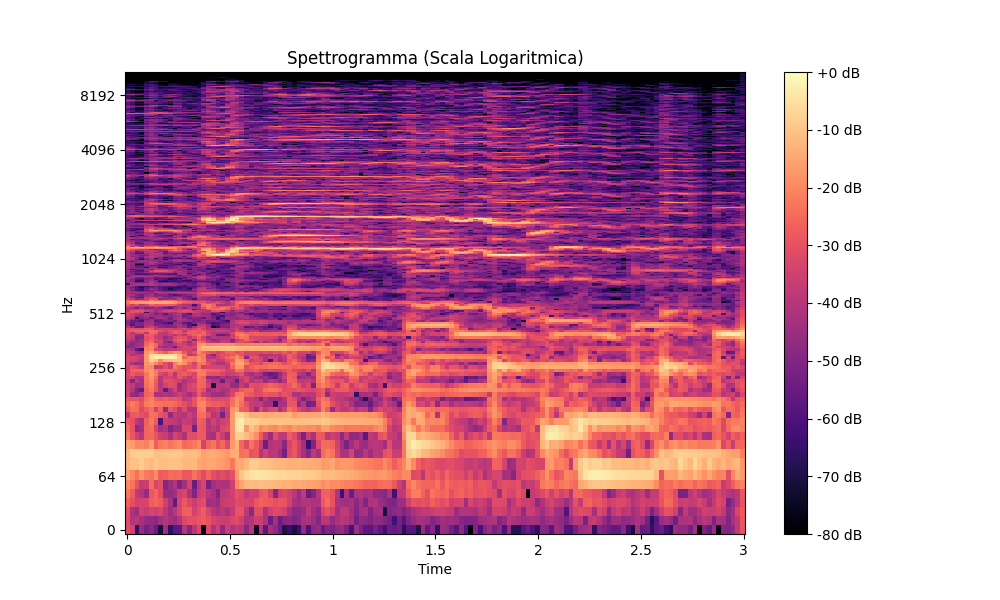 Spettrogramma (Scala Logaritmica)
8192
4096
2048
1024
512
256
128
64
0
Hz
0
0.5
1
1.5
2
2.5
3
Time
+0 dB
-10 dB
-20 dB
-30 dB
-40 dB
-50 dB
-60 dB
-70 dB
-80 dB